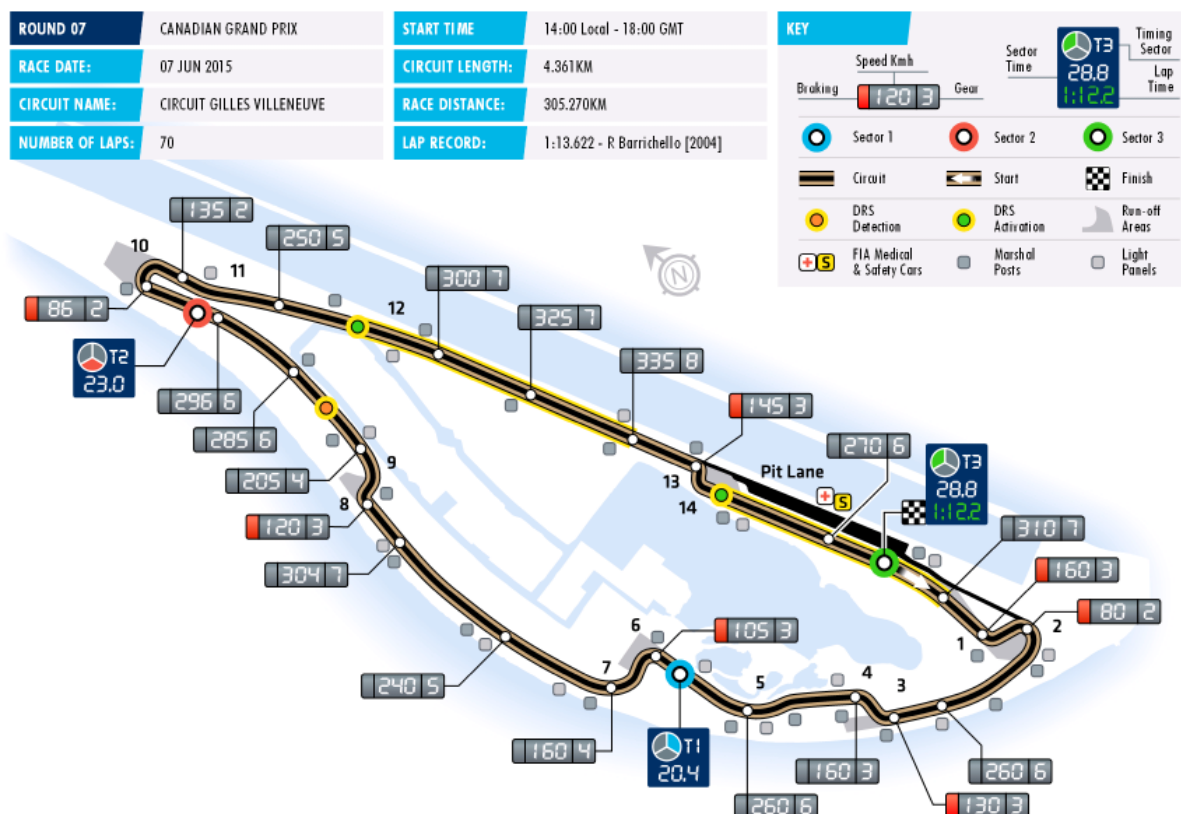 ROUND 07 CANADIAN GRAND PRIX
RACE DATE: 07 JUN 2015
CIRCUIT NAME: CIRCUIT GILLES VILLENEUVE
NUMBER OF LAPS: 70
START TIME 14:00 Local - 18:00 GMT
CIRCUIT LENGTH: 4.361KM
RACE DISTANCE: 305.270KM
LAP RECORD: 1:13.622 - R Barrichello [2004]
KEY
Speed Kmh
Braking 120 3 Gear
Sector Time
T3
28.8
1:12.2
Timing Sector
Lap Time
Sector 1 Sector 2 Sector 3
Circuit Start Finish
DRS Detection
DRS Activation
Run-off Areas
FIA Medical & Safety Cars
S
Marshal Posts
Light Panels
N
135 2
250 5
10
11
300 7
12
86 2
325 7
T2
23.0
335 8
296 6
145 3
285 6
270 6
9
205 4
13
Pit Lane
T3
28.8
1:12.2
8
14
S
120 3
310 7
304 7
160 3
80 2
6
105 3
1
2
7
5
4
3
240 5
160 4
T1
20.4
160 3
260 6
260 6
130 3